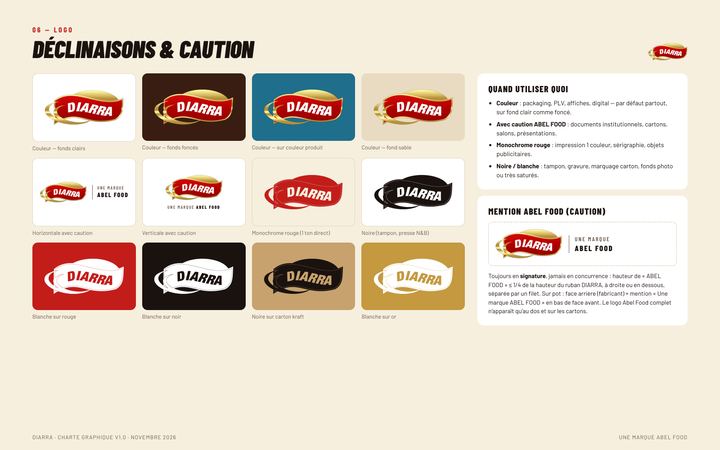 06 — LOGO
DÉCLINAISONS & CAUTION
DIARRA
DIARRA
DIARRA
DIARRA
DIARRA
Couleur — fonds clairs
Couleur — fonds foncés
Couleur — sur couleur produit
Couleur — fond sable
DIARRA
UNE MARQUE
ABEL FOOD
DIARRA
UNE MARQUE ABEL FOOD
DIARRA
DIARRA
Horizontale avec caution
Verticale avec caution
Monochrome rouge (1 ton direct)
Noire (tampon, presse N&B)
DIARRA
DIARRA
DIARRA
DIARRA
Blanche sur rouge
Blanche sur noir
Noire sur carton kraft
Blanche sur or
QUAND UTILISER QUOI
• Couleur : packaging, PLV, affiches, digital — par défaut partout,
sur fond clair comme foncé.
• Avec caution ABEL FOOD : documents institutionnels, cartons,
salons, présentations.
• Monochrome rouge : impression 1 couleur, sérigraphie, objets
publicitaires.
• Noire / blanche : tampon, gravure, marquage carton, fonds photo
ou très saturés.
MENTION ABEL FOOD (CAUTION)
DIARRA
UNE MARQUE
ABEL FOOD
Toujours en signature, jamais en concurrence : hauteur de « ABEL
FOOD » ≤ 1/4 de la hauteur du ruban DIARRA, à droite ou en dessous,
séparée par un filet. Sur pot : face arrière (fabricant) + mention « Une
marque ABEL FOOD » en bas de face avant. Le logo Abel Food complet
n'apparaît qu'au dos et sur les cartons.
DIARRA · CHARTE GRAPHIQUE V1.0 · NOVEMBRE 2026
UNE MARQUE ABEL FOOD